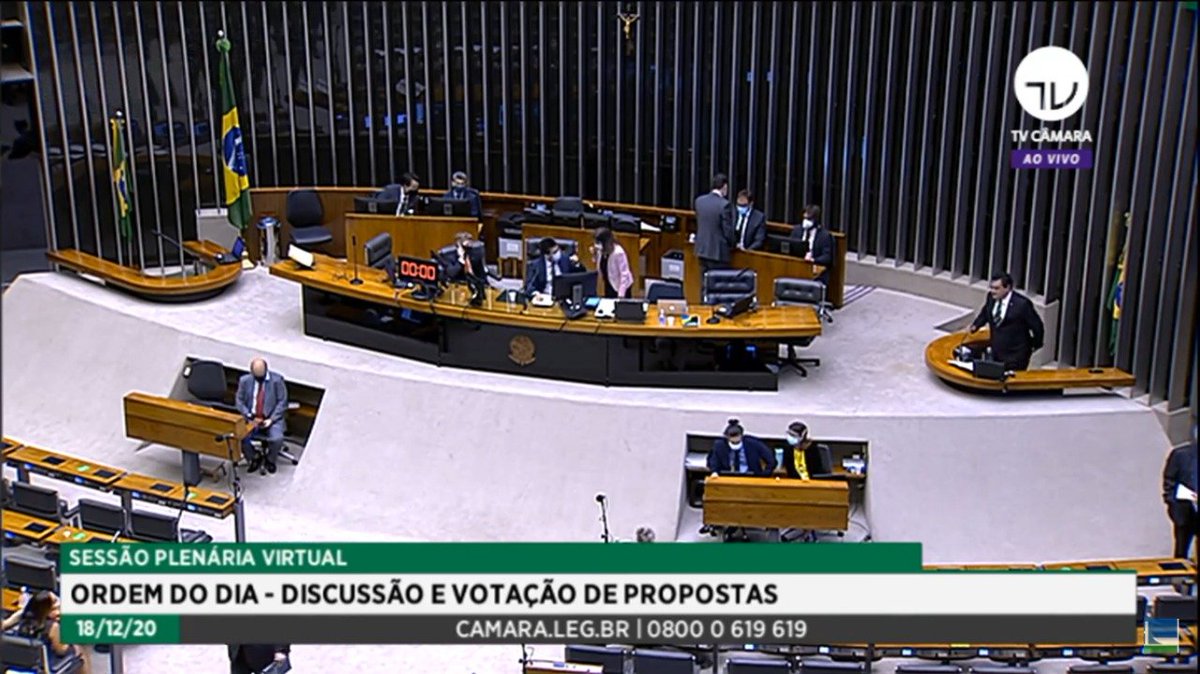 TV
TV CÂMARA
AO VIVO
00:00
SESSÃO PLENÁRIA VIRTUAL
ORDEM DO DIA - DISCUSSÃO E VOTAÇÃO DE PROPOSTAS
18/12/20
CAMARA.LEG.BR | 0800 0 619 619